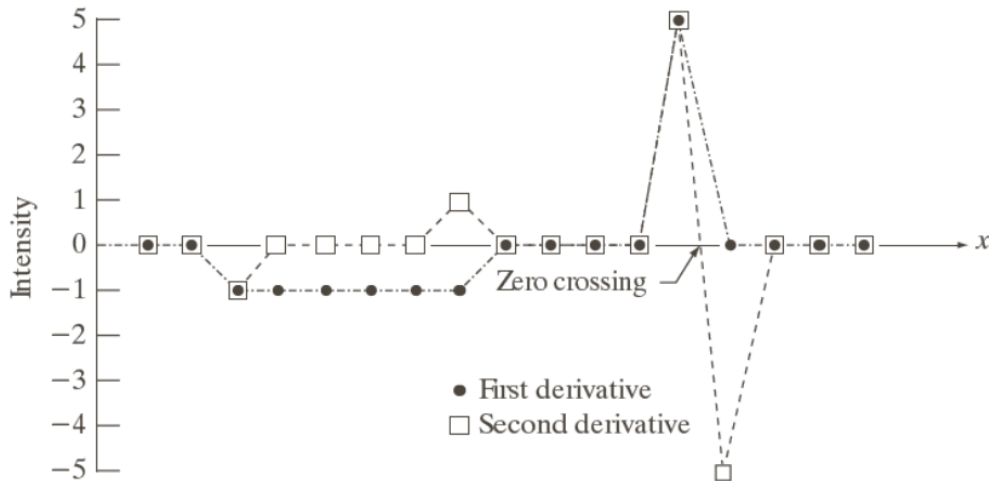 5
4
3
2
1
0
−1
−2
−3
−4
−5
Intensity
x
Zero crossing
First derivative
Second derivative